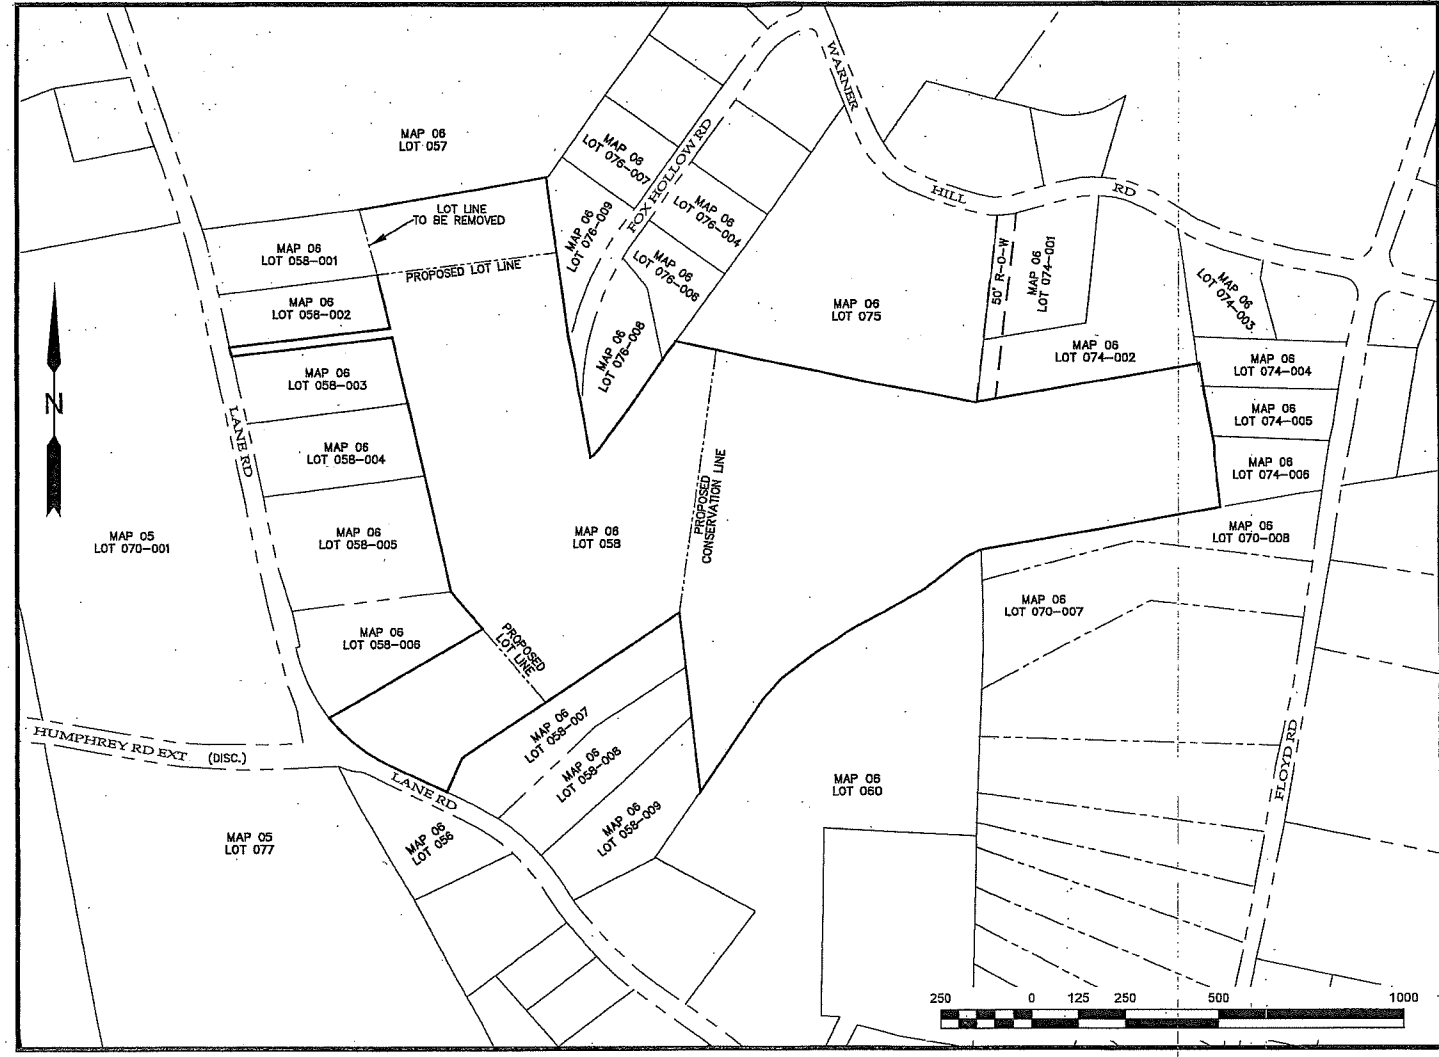 MAP 06
LOT 057
LOT LINE
TO BE REMOVED
MAP 06
LOT 058-001
PROPOSED LOT LINE
MAP 06
LOT 058-002
MAP 06
LOT 058-003
MAP 06
LOT 058-004
MAP 06
LOT 058-005
MAP 06
LOT 058-006
LANE RD
N
MAP 05
LOT 070-001
MAP 06
LOT 076-007
MAP 06
LOT 076-009
FOX HOLLOW RD
MAP 06
LOT 076-004
MAP 06
LOT 076-006
MAP 06
LOT 076-008
WARNER
HILL
RD
MAP 06
LOT 075
50' R-O-W
MAP 06
LOT 074-001
MAP 06
LOT 074-002
MAP 06
LOT 074-003
MAP 06
LOT 074-004
MAP 06
LOT 074-005
MAP 06
LOT 074-006
MAP 06
LOT 058
PROPOSED
CONSERVATION LINE
MAP 06
LOT 070-008
MAP 06
LOT 070-007
PROPOSED
LOT LINE
MAP 06
LOT 058-007
MAP 06
LOT 058-008
MAP 06
LOT 058-009
HUMPHREY RD EXT
(DISC.)
LANE RD
MAP 06
LOT 056
MAP 05
LOT 077
MAP 06
LOT 060
FLOYD RD
250 0 125 250 500 1000